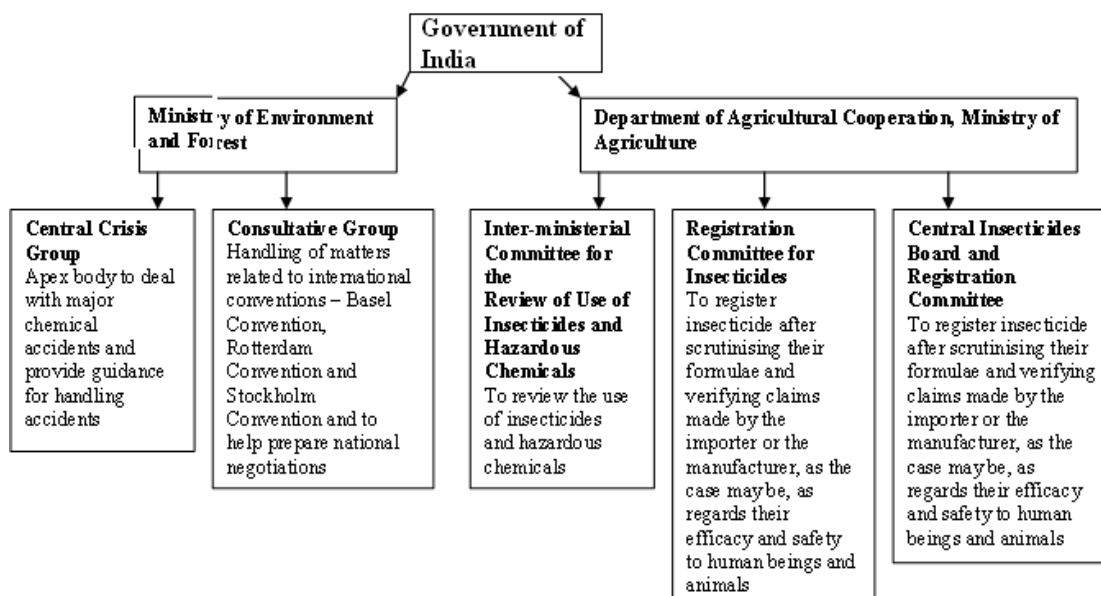 Government of
India
Ministry of Environment
and Forest
Department of Agricultural Cooperation, Ministry of
Agriculture
Central Crisis
Group
Apex body to deal
with major
chemical
accidents and
provide guidance
for handling
accidents
Consultative Group
Handling of matters
related to international
conventions – Basel
Convention,
Rotterdam
Convention and
Stockholm
Convention and to
help prepare national
negotiations
Inter-ministerial
Committee for
the
Review of Use of
Insecticides and
Hazardous
Chemicals
To review the use
of insecticides
and hazardous
chemicals
Registration
Committee for
Insecticides
To register
insecticide after
scrutinising their
formulae and
verifying claims
made by the
importer or the
manufacturer, as the
case may be, as
regards their
efficacy and safety
to human beings and
animals
Central Insecticides
Board and
Registration
Committee
To register insecticide
after scrutinising their
formulae and verifying
claims made by the
importer or the
manufacturer, as the
case may be, as
regards their efficacy
and safety to human
beings and animals